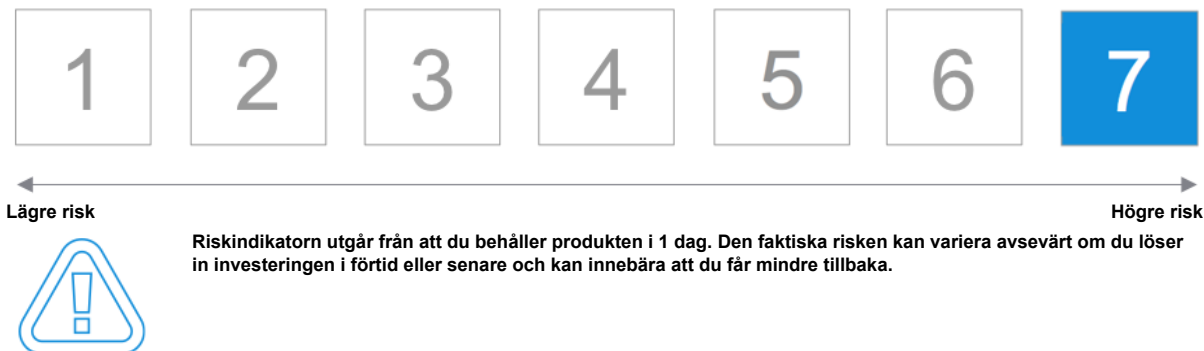 1 2 3 4 5 6 7
Lägre risk Högre risk
Riskindikatorn utgår från att du behåller produkten i 1 dag. Den faktiska risken kan variera avsevärt om du löser
in investeringen i förtid eller senare och kan innebära att du får mindre tillbaka.